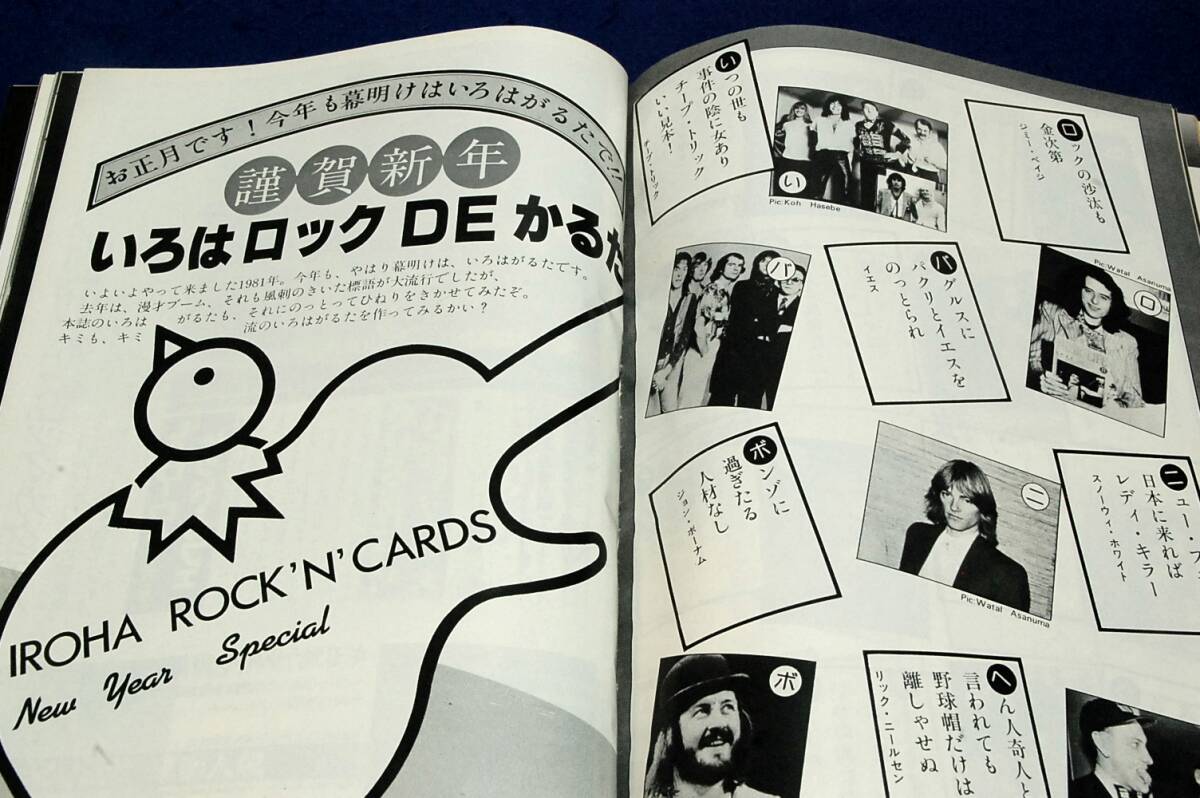 お正月です！今年も幕明けはいろはがるたで!!
謹賀新年
いろはロック DE かるた
いよいよやって来ました1981年。今年も、やはり幕明けは、いろはがるたです。
去年は、漫才ブーム、それも風刺のきいた標語が大流行でしたが、
本誌のいろは　　がるたも、それにのっとってひねりをきかせてみたぞ。
キミも、キミ　　　　流のいろはがるたを作ってみるかい？
IROHA ROCK'N'CARDS
New Year Special
いつの世も
事件の陰に女あり
チープ・トリック
いい見本！
チープ・トリック
い
Pic:Koh Hasebe
ロックの沙汰も
金次第
ジミー・ペイジ
Pic:Watal Asanuma
ロ
バ
バグルスに
パクリとイエスを
のっとられ
イエス
ボンゾに
過ぎたる
人材なし
ジョン・ボーナム
ニ
Pic:Watal Asanuma
ニュー・フ
日本に来れば
レディ・キラー
スノーウィ・ホワイト
ボ
へん人奇人と
言われても
野球帽だけは
離しゃせぬ
リック・ニールセン